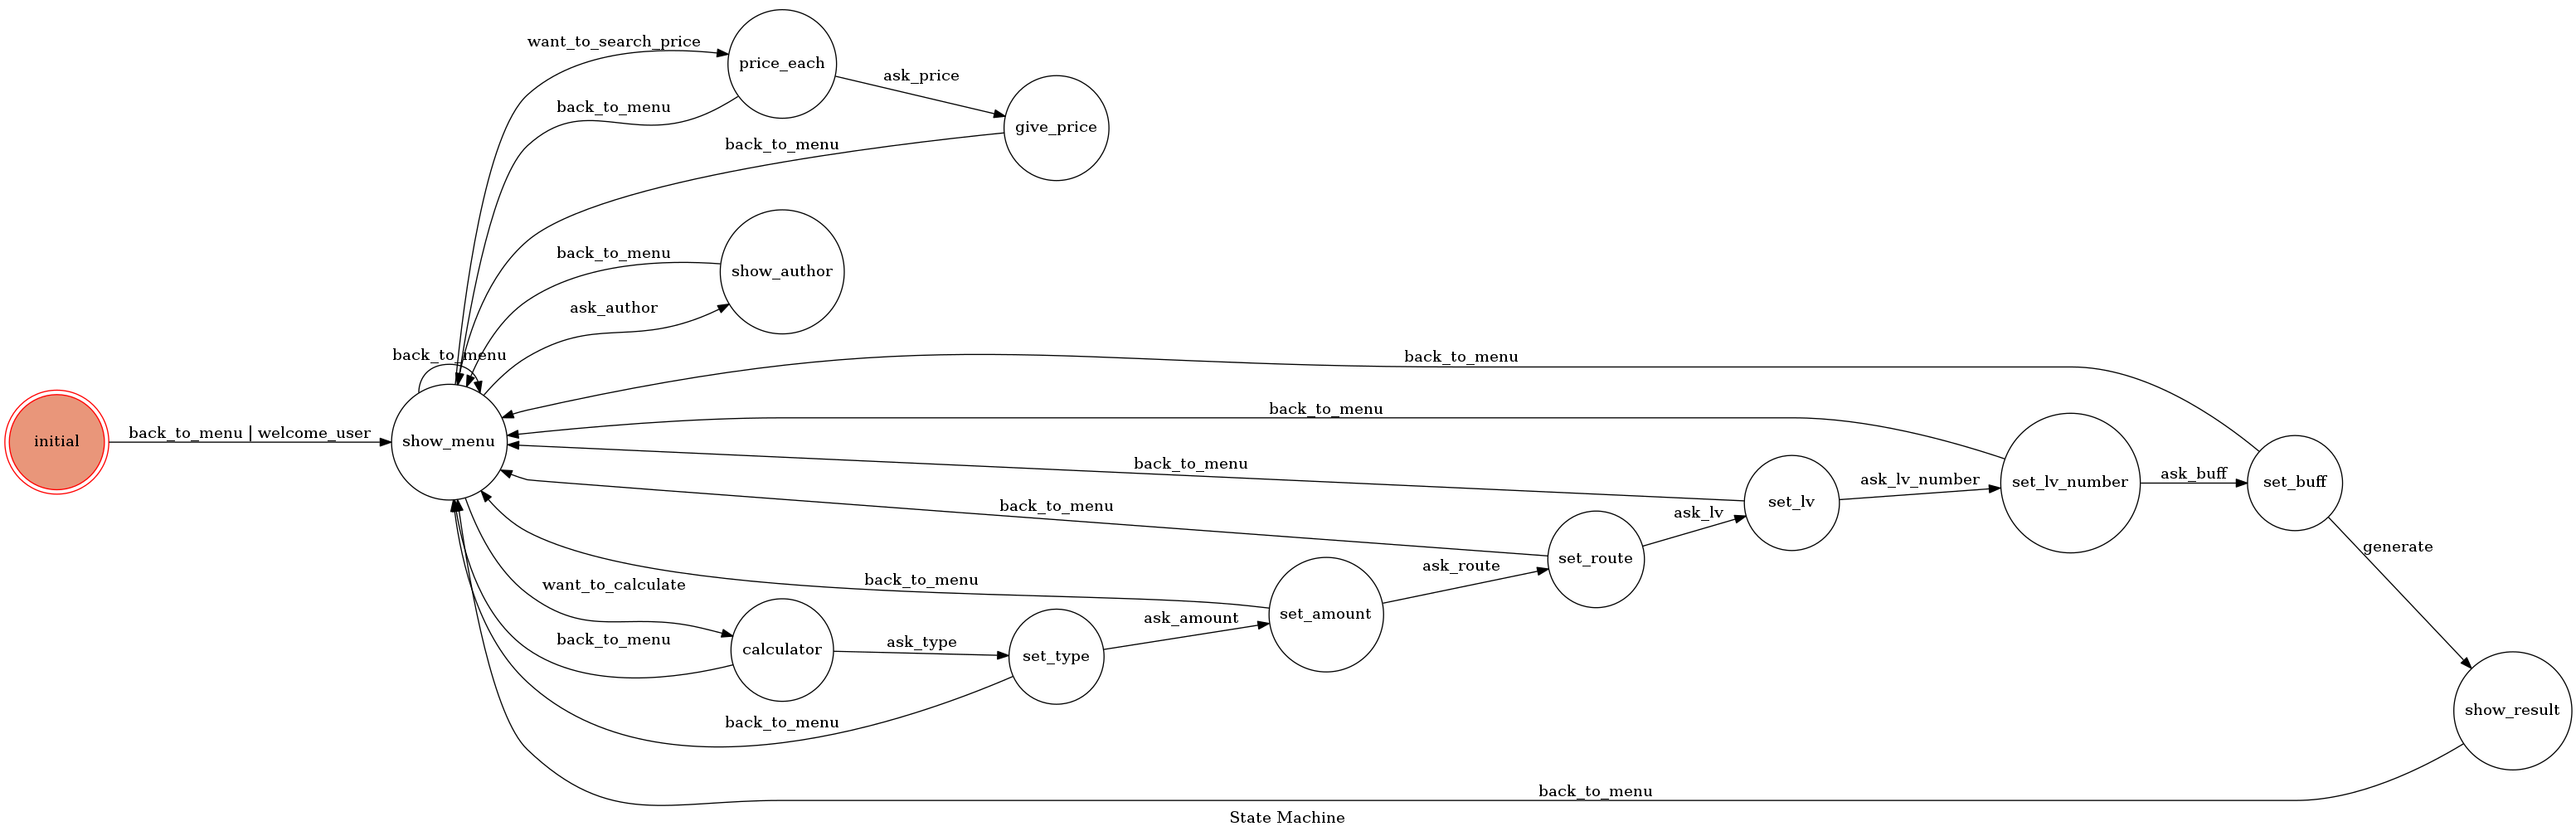 want_to_search_price
price_each
ask_price
back_to_menu
give_price
back_to_menu
back_to_menu
show_author
ask_author
back_to_menu
back_to_menu
initial
back_to_menu | welcome_user
show_menu
back_to_menu
back_to_menu
back_to_menu
set_lv
ask_lv_number
set_lv_number
ask_buff
set_buff
back_to_menu
set_route
ask_lv
generate
want_to_calculate
back_to_menu
set_amount
ask_route
back_to_menu
calculator
ask_type
set_type
ask_amount
back_to_menu
show_result
back_to_menu
State Machine